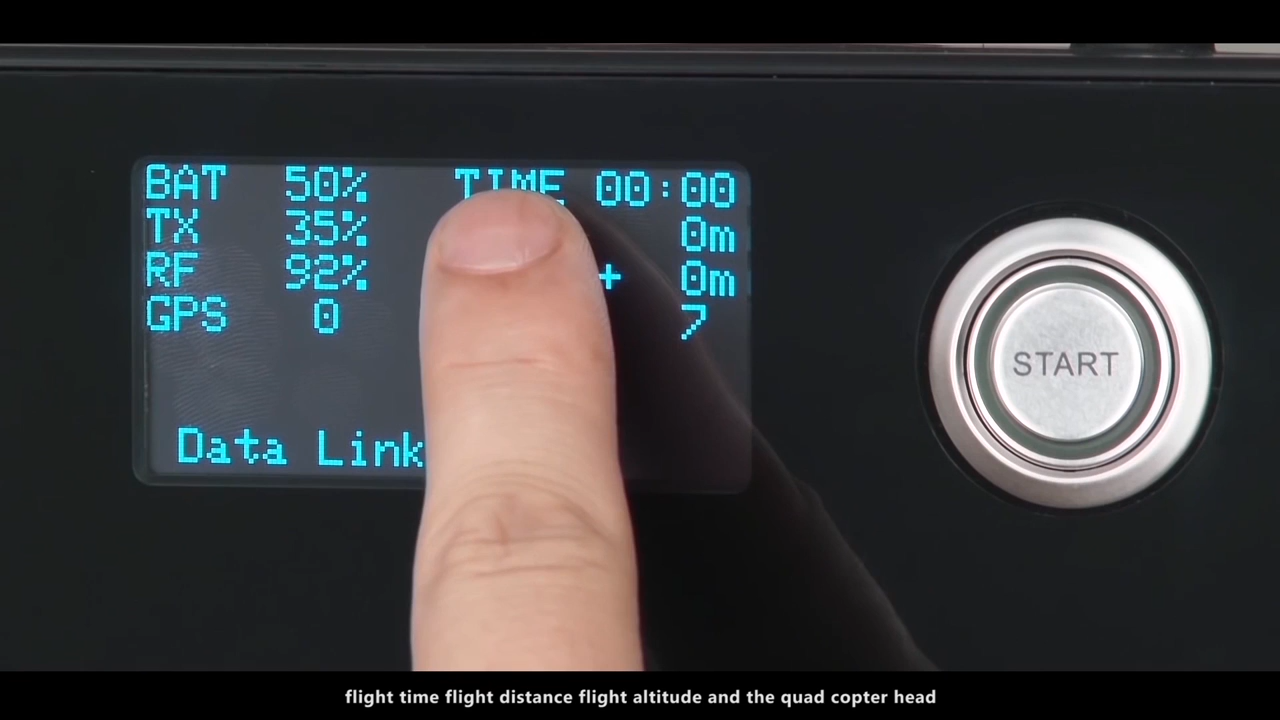 BAT 50% TIME 00:00
TX 35% 0m
RF 92% + 0m
GPS 0 7
Data Link
START
flight time flight distance flight altitude and the quad copter head